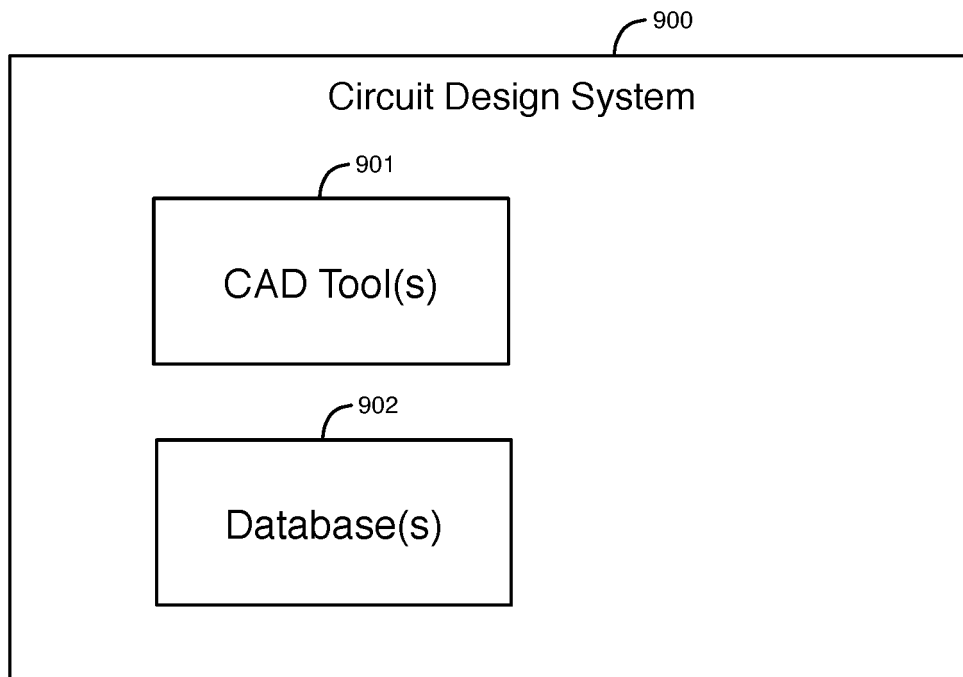 900
Circuit Design System
901
CAD Tool(s)
902
Database(s)